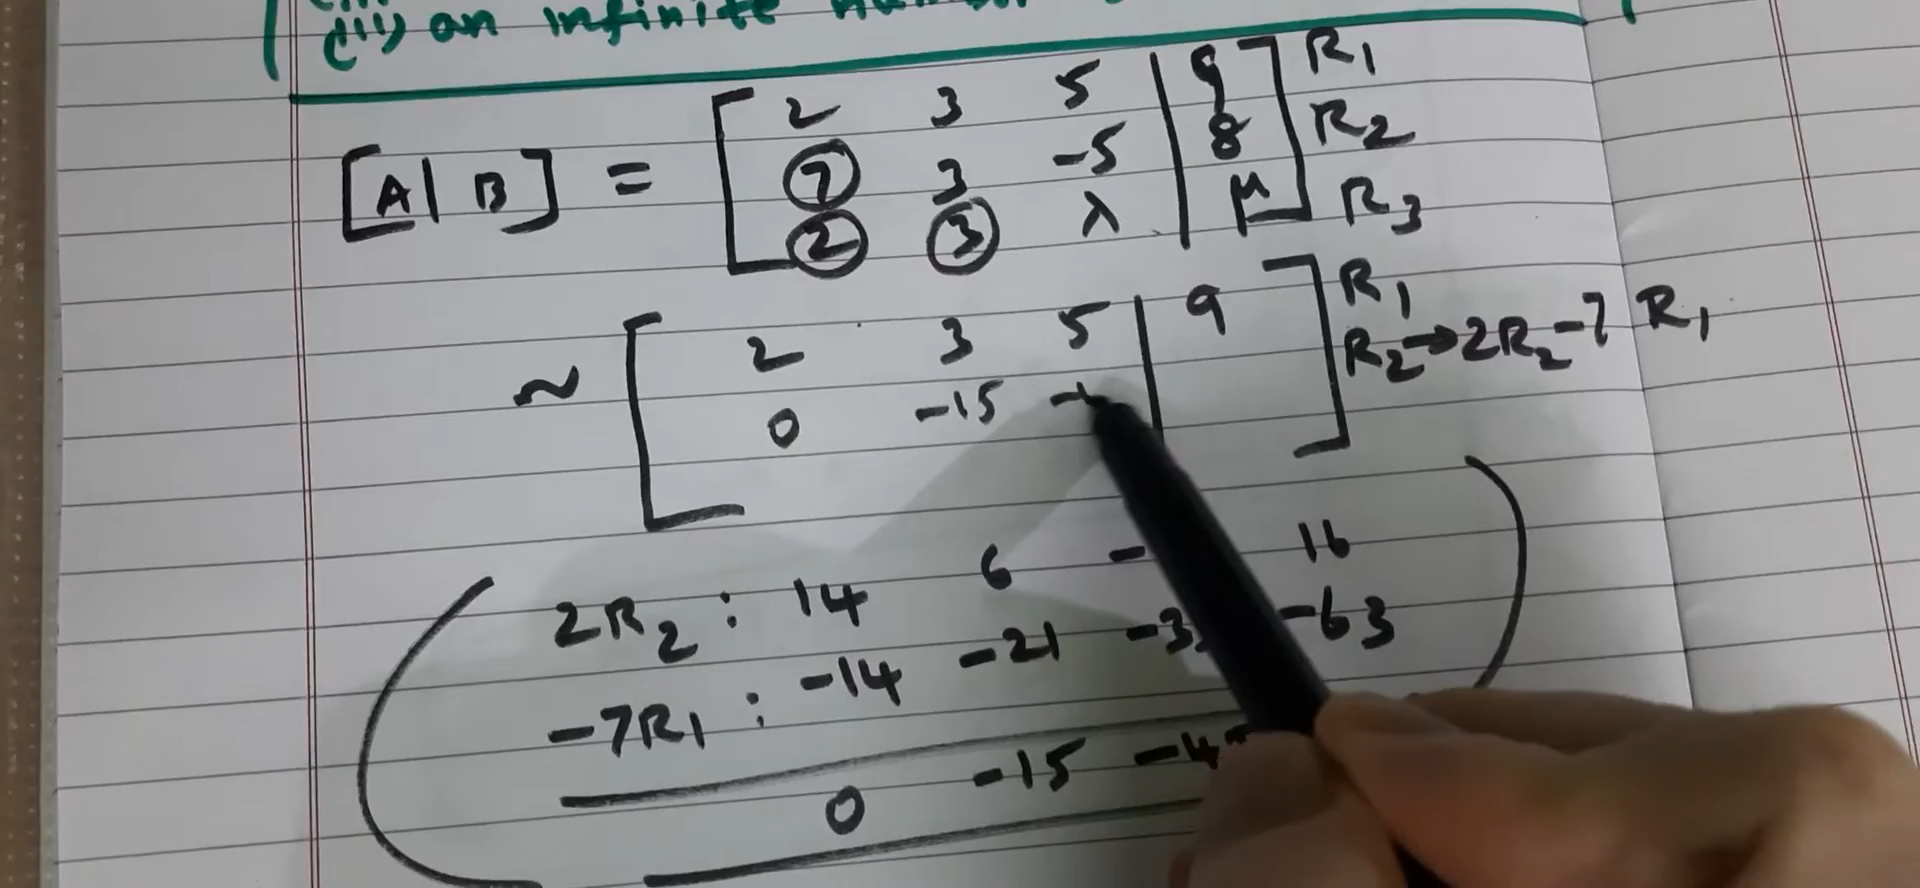 (iii) an infinite
2 3 5 | 9 R1
[A | B] = 7 3 -5 | 8 R2
2 3 λ | μ R3
~ 2 3 5 | 9 R1
0 -15 R2→2R2-7R1
2R2 : 14 6 - 16
-7R1 : -14 -21 -63
0 -15